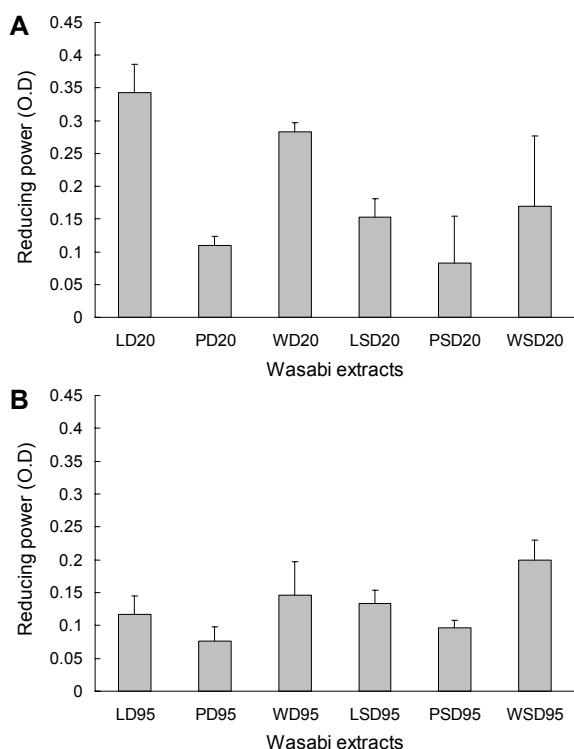 A
Reducing power (O.D)
0.45
0.4
0.35
0.3
0.25
0.2
0.15
0.1
0.05
0
LD20 PD20 WD20 LSD20 PSD20 WSD20
Wasabi extracts
B
Reducing power (O.D)
0.45
0.4
0.35
0.3
0.25
0.2
0.15
0.1
0.05
0
LD95 PD95 WD95 LSD95 PSD95 WSD95
Wasabi extracts